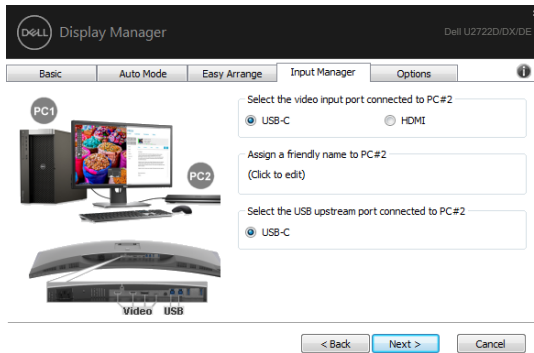 DELL Display Manager
Dell U2722D/DX/DE
Basic
Auto Mode
Easy Arrange
Input Manager
Options
PC1
PC2
Video
USB
Select the video input port connected to PC#2
USB-C
HDMI
Assign a friendly name to PC#2
(Click to edit)
Select the USB upstream port connected to PC#2
USB-C
< Back
Next >
Cancel